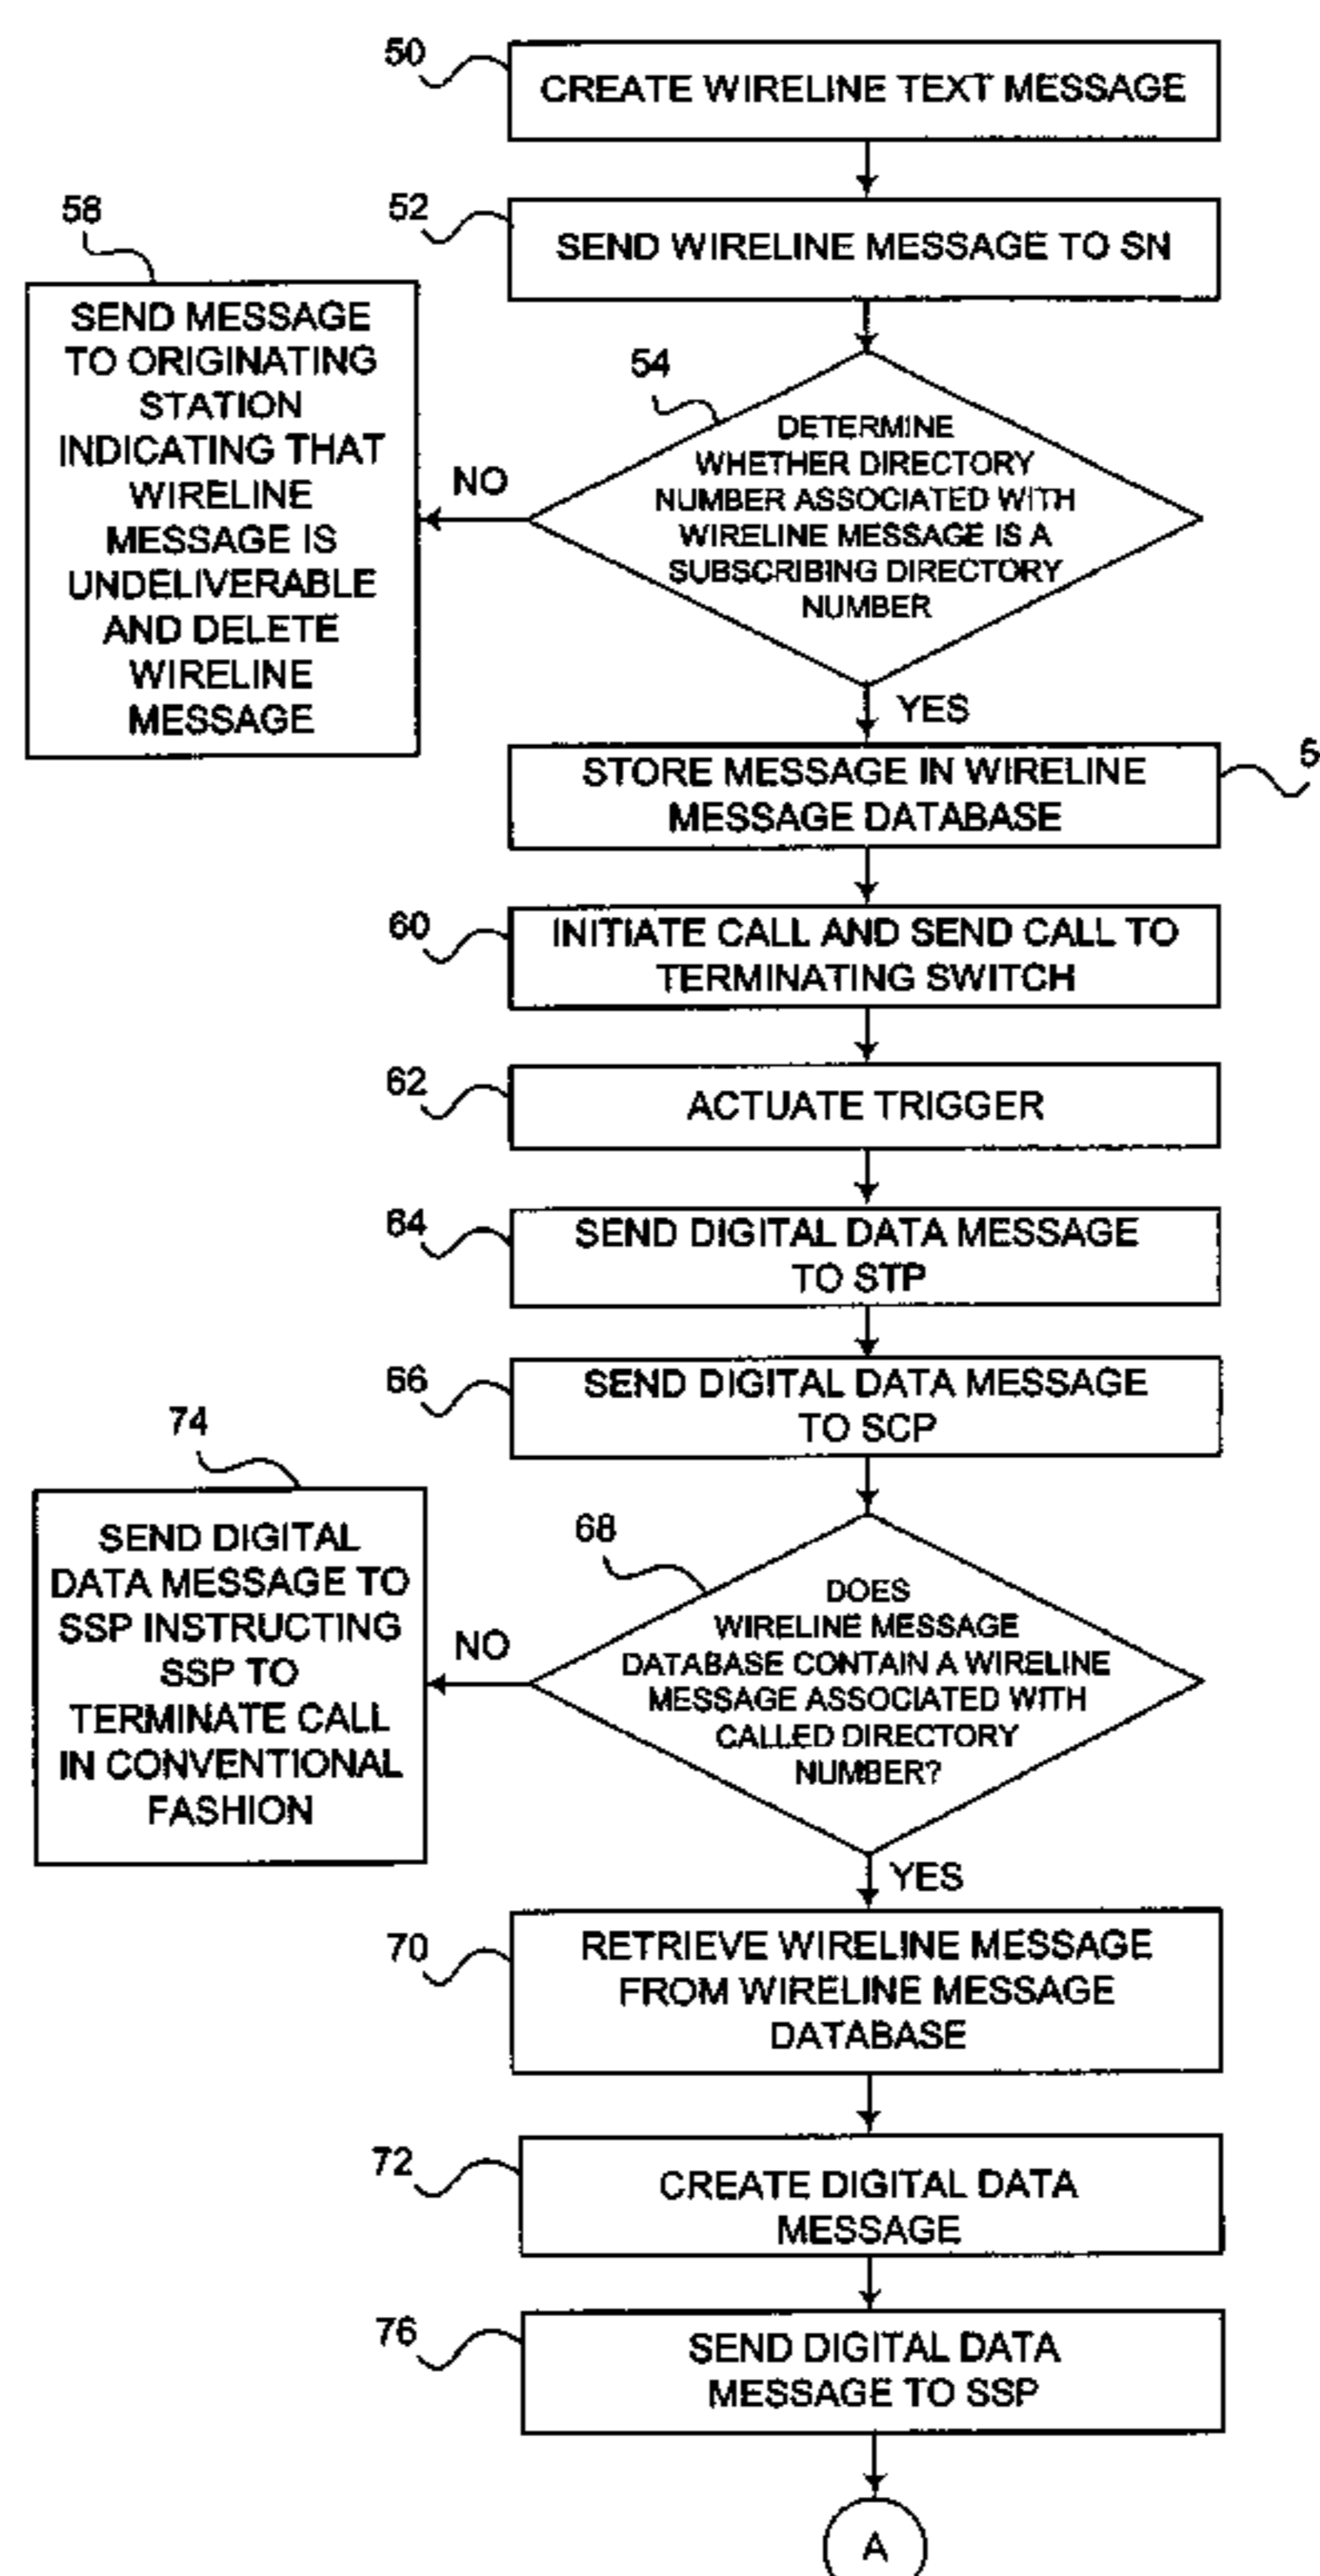 50
CREATE WIRELINE TEXT MESSAGE
52
SEND WIRELINE MESSAGE TO SN
58
SEND MESSAGE
TO ORIGINATING
STATION
INDICATING THAT
WIRELINE
MESSAGE IS
UNDELIVERABLE
AND DELETE
WIRELINE
MESSAGE
NO
54
DETERMINE
WHETHER DIRECTORY
NUMBER ASSOCIATED WITH
WIRELINE MESSAGE IS A
SUBSCRIBING DIRECTORY
NUMBER
YES
STORE MESSAGE IN WIRELINE
MESSAGE DATABASE
5
60
INITIATE CALL AND SEND CALL TO
TERMINATING SWITCH
62
ACTUATE TRIGGER
64
SEND DIGITAL DATA MESSAGE
TO STP
66
SEND DIGITAL DATA MESSAGE
TO SCP
74
SEND DIGITAL
DATA MESSAGE TO
SSP INSTRUCTING
SSP TO
TERMINATE CALL
IN CONVENTIONAL
FASHION
NO
68
DOES
WIRELINE MESSAGE
DATABASE CONTAIN A WIRELINE
MESSAGE ASSOCIATED WITH
CALLED DIRECTORY
NUMBER?
YES
70
RETRIEVE WIRELINE MESSAGE
FROM WIRELINE MESSAGE
DATABASE
72
CREATE DIGITAL DATA
MESSAGE
76
SEND DIGITAL DATA
MESSAGE TO SSP
A